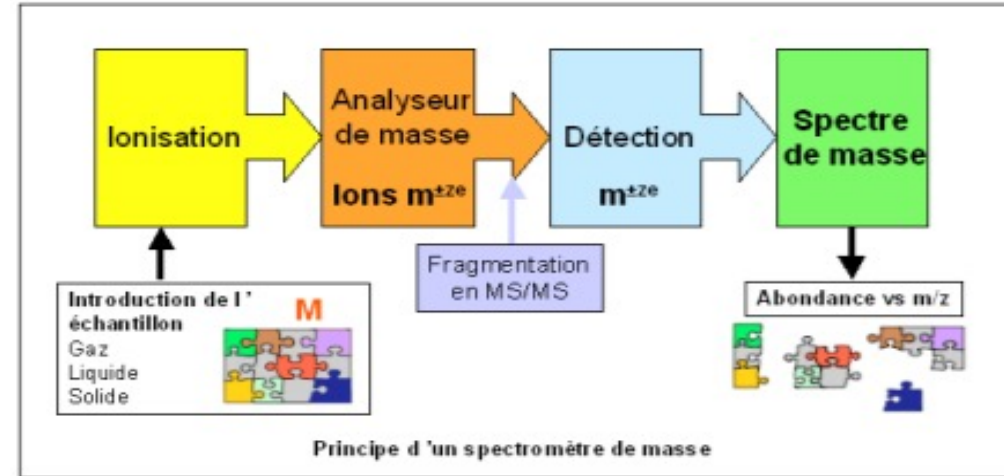 Ionisation
Analyseur
de masse
Ions m±ze
Détection
m±ze
Spectre
de masse
Fragmentation
en MS/MS
Introduction de l '
échantillon
Gaz
Liquide
Solide
M
Abondance vs m/z
Principe d 'un spectromètre de masse